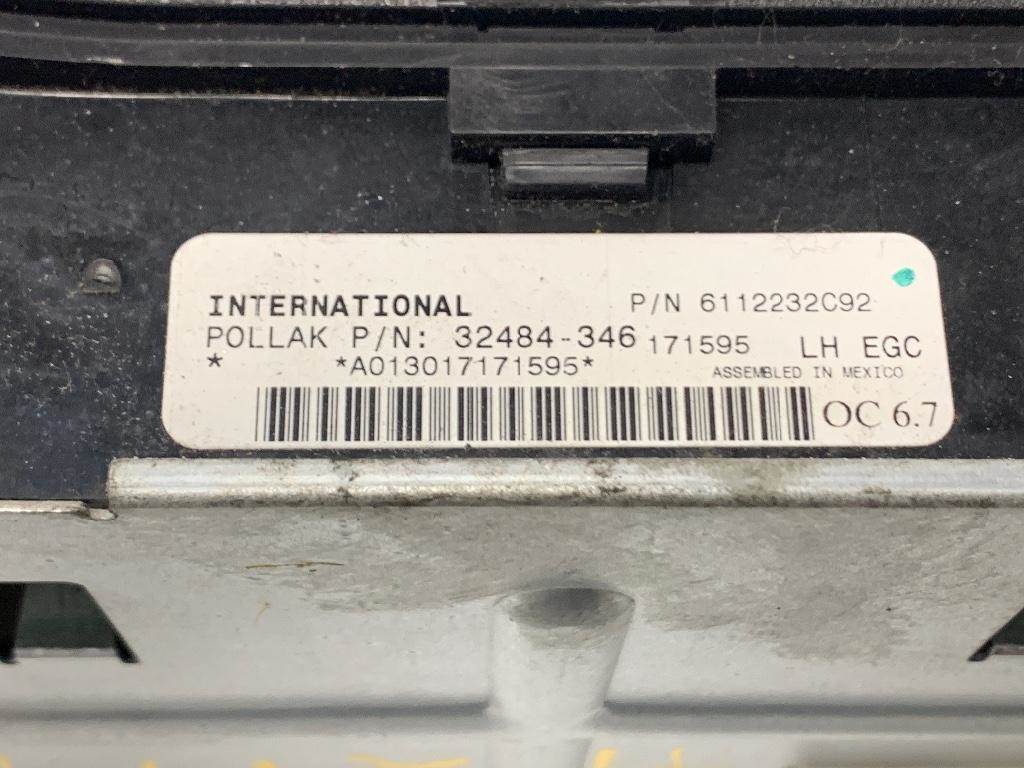 INTERNATIONAL P/N 6112232C92
POLLAK P/N: 32484-346 171595 LH EGC
* *A013017171595* ASSEMBLED IN MEXICO
OC 6.7